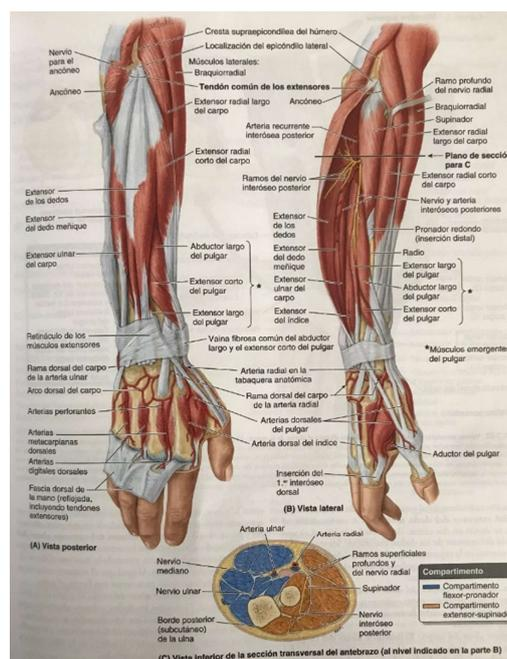 Cresta supraepicondílea del húmero
Localización del epicóndilo lateral
Nervio
para el
ancóneo
Músculos laterales:
Braquiorradial
Ancóneo
Tendón común de los extensores
Extensor radial largo
del carpo
Extensor radial
corto del carpo
Extensor
de los dedos
Extensor
del dedo meñique
Extensor ulnar
del carpo
Abductor largo
del pulgar
Extensor corto
del pulgar
*
Extensor largo
del pulgar
Retináculo de los
músculos extensores
Vaina fibrosa común del abductor
largo y el extensor corto del pulgar
Rama dorsal del carpo
de la arteria ulnar
Arco dorsal del carpo
Arterias perforantes
Arterias
metacarpianas
dorsales
Arterias
digitales dorsales
Fascia dorsal de
la mano (reflejada,
incluyendo tendones
extensores)
Arteria radial en la
tabaquera anatómica
Rama dorsal del carpo
de la arteria radial
Arterias dorsales
del pulgar
Arteria dorsal del índice
(A) Vista posterior
Ancóneo
Arteria recurrente
interósea posterior
Ramos del nervio
interóseo posterior
Extensor
de los
dedos
Extensor
del dedo
meñique
Extensor
ulnar del
carpo
Extensor
del índice
Ramo profundo
del nervio radial
Braquiorradial
Supinador
Extensor radial
largo del carpo
Plano de secció
para C
Extensor radial corto
del carpo
Nervio y arteria
interóseos posteriores
Pronador redondo
(inserción distal)
Radio
Extensor largo
del pulgar
Abductor largo
del pulgar
*
Extensor corto
del pulgar
*Músculos emergente
del pulgar
Aductor del pulgar
Inserción del
1.er interóseo
dorsal
(B) Vista lateral
Arteria ulnar
Arteria radial
Nervio
mediano
Nervio ulnar
Borde posterior
(subcutáneo)
de la ulna
Ramos superficiales
profundos y
del nervio radial
Supinador
Nervio
interóseo
posterior
Compartimento
Compartimento
flexor-pronador
Compartimento
extensor-supinad
(C) Vista inferior de la sección transversal del antebrazo (al nivel indicado en la parte B)